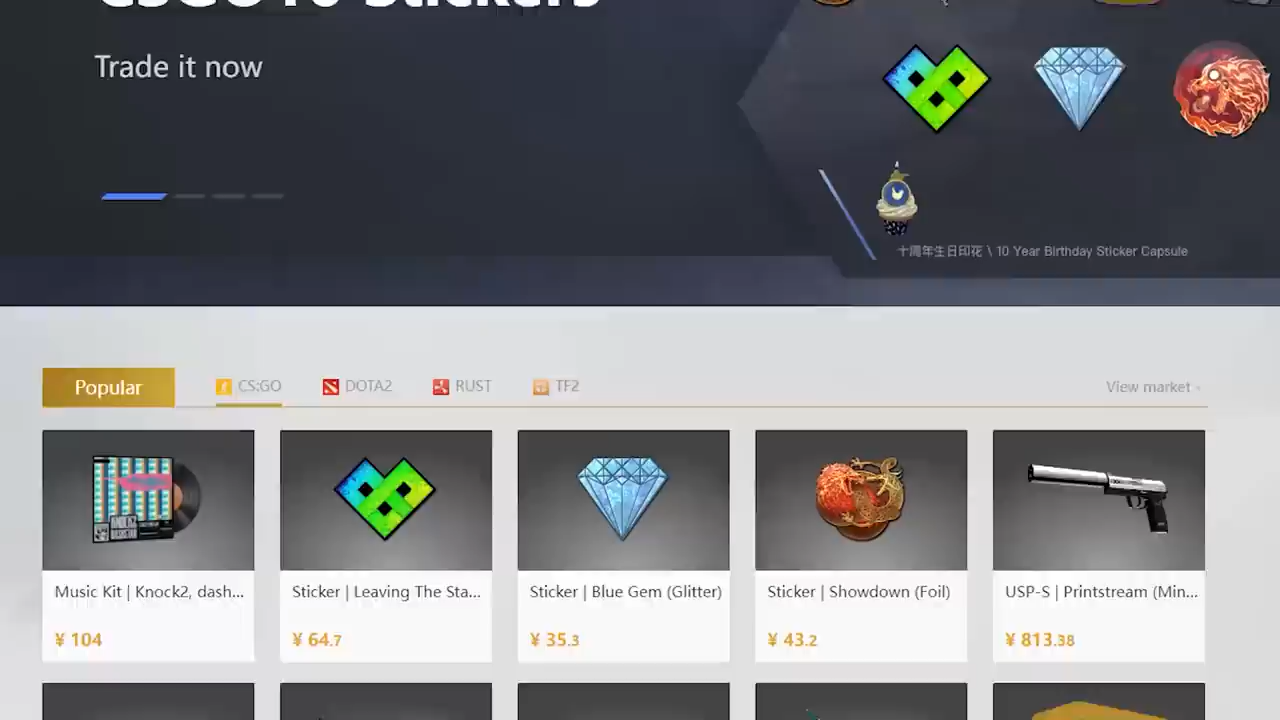 CSGO10 Stickers
Trade it now
十周年生日印花 \ 10 Year Birthday Sticker Capsule
Popular
CS:GO
DOTA2
RUST
TF2
View market
Music Kit | Knock2, dash...
Sticker | Leaving The Sta...
Sticker | Blue Gem (Glitter)
Sticker | Showdown (Foil)
USP-S | Printstream (Min...
¥ 104
¥ 64.7
¥ 35.3
¥ 43.2
¥ 813.38